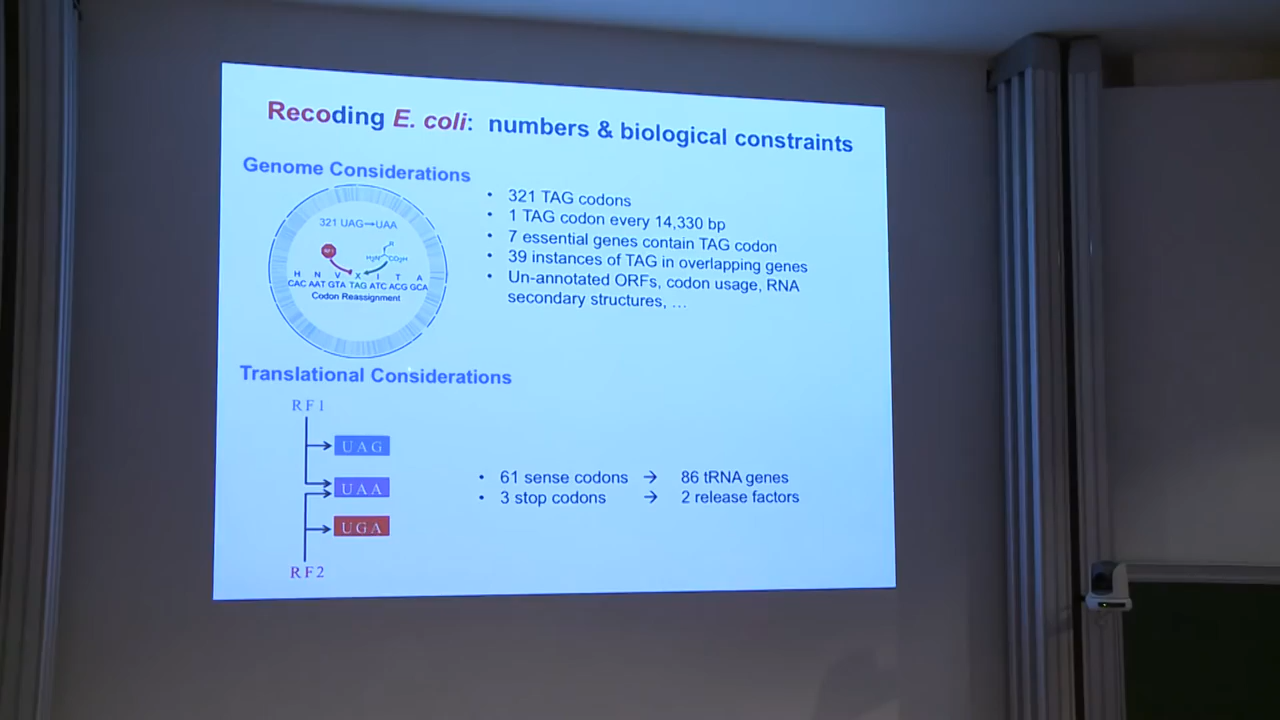 Recoding E. coli: numbers & biological constraints
Genome Considerations
321 UAG→UAA
RF1
R
H₂N CO₂H
H N V X I T A
CAC AAT GTA TAG ATC ACG GCA
Codon Reassignment
• 321 TAG codons
• 1 TAG codon every 14,330 bp
• 7 essential genes contain TAG codon
• 39 instances of TAG in overlapping genes
• Un-annotated ORFs, codon usage, RNA
secondary structures, ...
Translational Considerations
RF1
UAG
UAA
UGA
RF2
• 61 sense codons → 86 tRNA genes
• 3 stop codons → 2 release factors